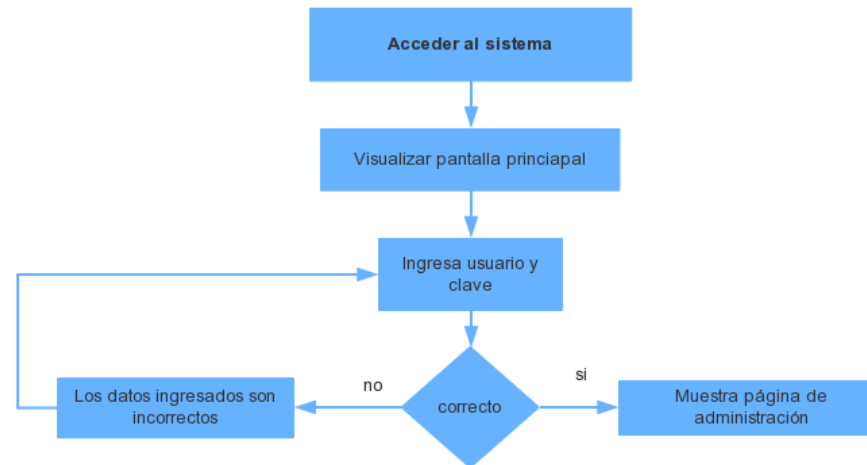 Acceder al sistema
Visualizar pantalla princiapal
Ingresa usuario y
clave
no
si
Los datos ingresados son
incorrectos
correcto
Muestra página de
administración